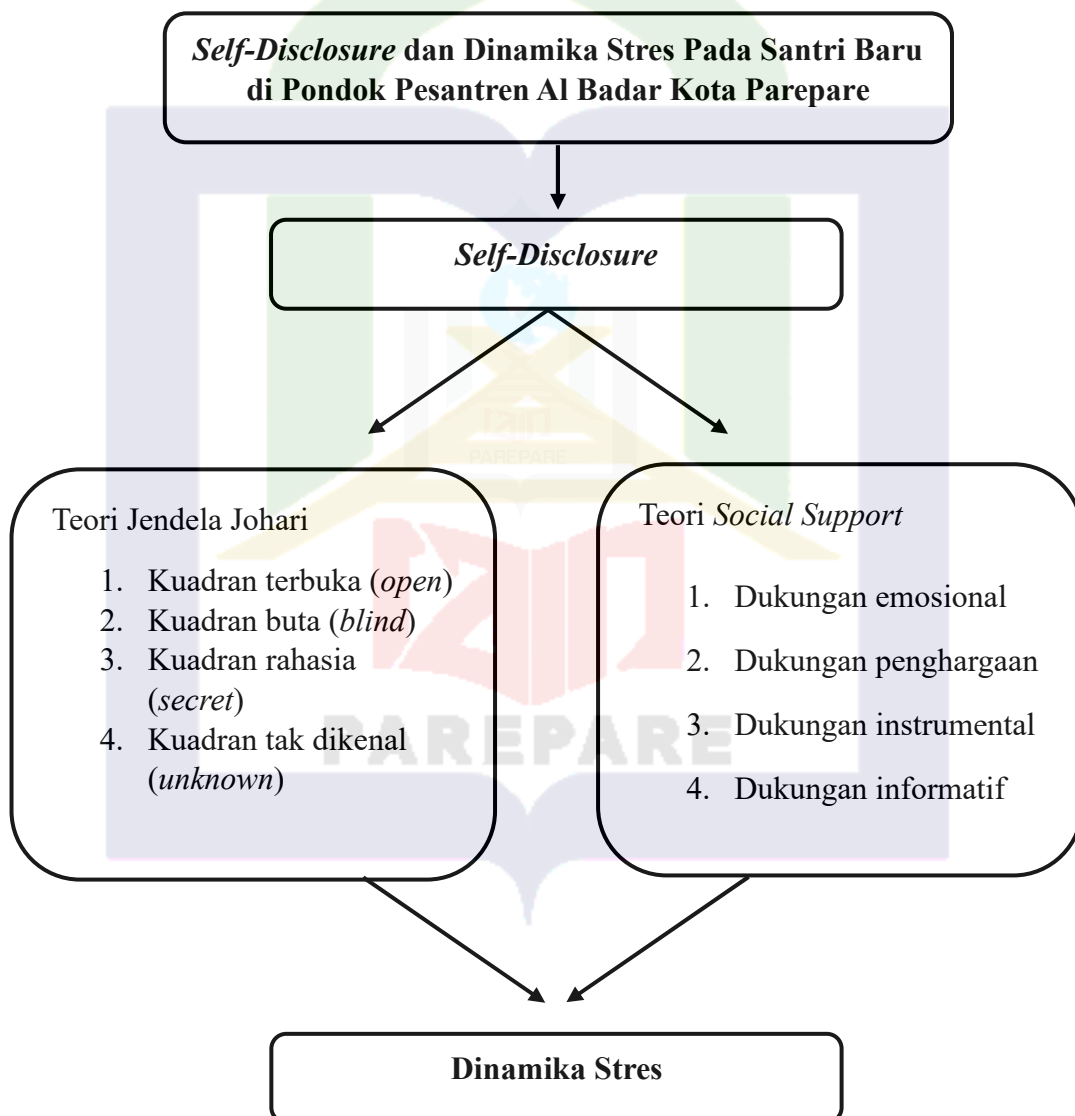 Self-Disclosure dan Dinamika Stres Pada Santri Baru
di Pondok Pesantren Al Badar Kota Parepare
Self-Disclosure
Teori Jendela Johari
1. Kuadran terbuka (open)
2. Kuadran buta (blind)
3. Kuadran rahasia
(secret)
4. Kuadran tak dikenal
(unknown)
Teori Social Support
1. Dukungan emosional
2. Dukungan penghargaan
3. Dukungan instrumental
4. Dukungan informatif
PAREPARE
PAREPARE
Dinamika Stres